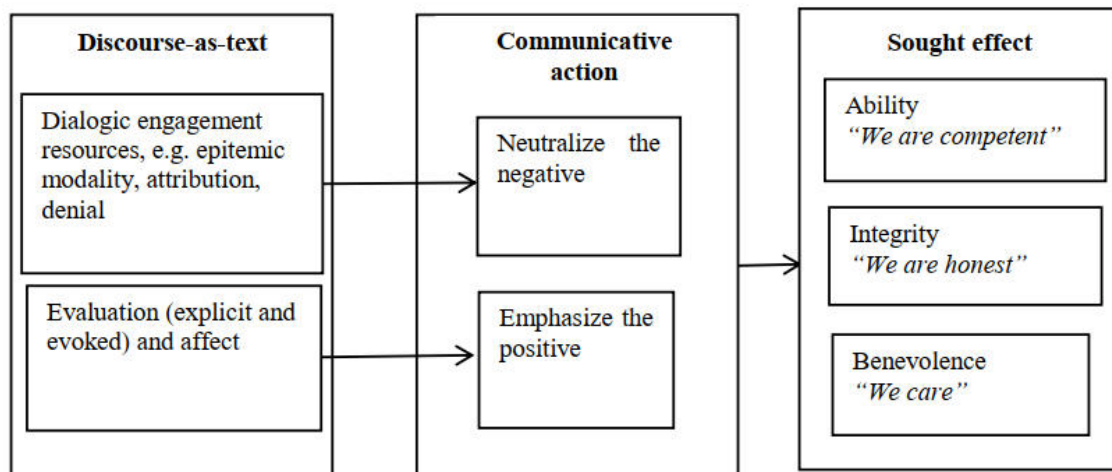 Discourse-as-text
Dialogic engagement
resources, e.g. epitemic
modality, attribution,
denial
Evaluation (explicit and
evoked) and affect
Communicative
action
Neutralize the
negative
Emphasize the
positive
Sought effect
Ability
“We are competent”
Integrity
“We are honest”
Benevolence
“We care”